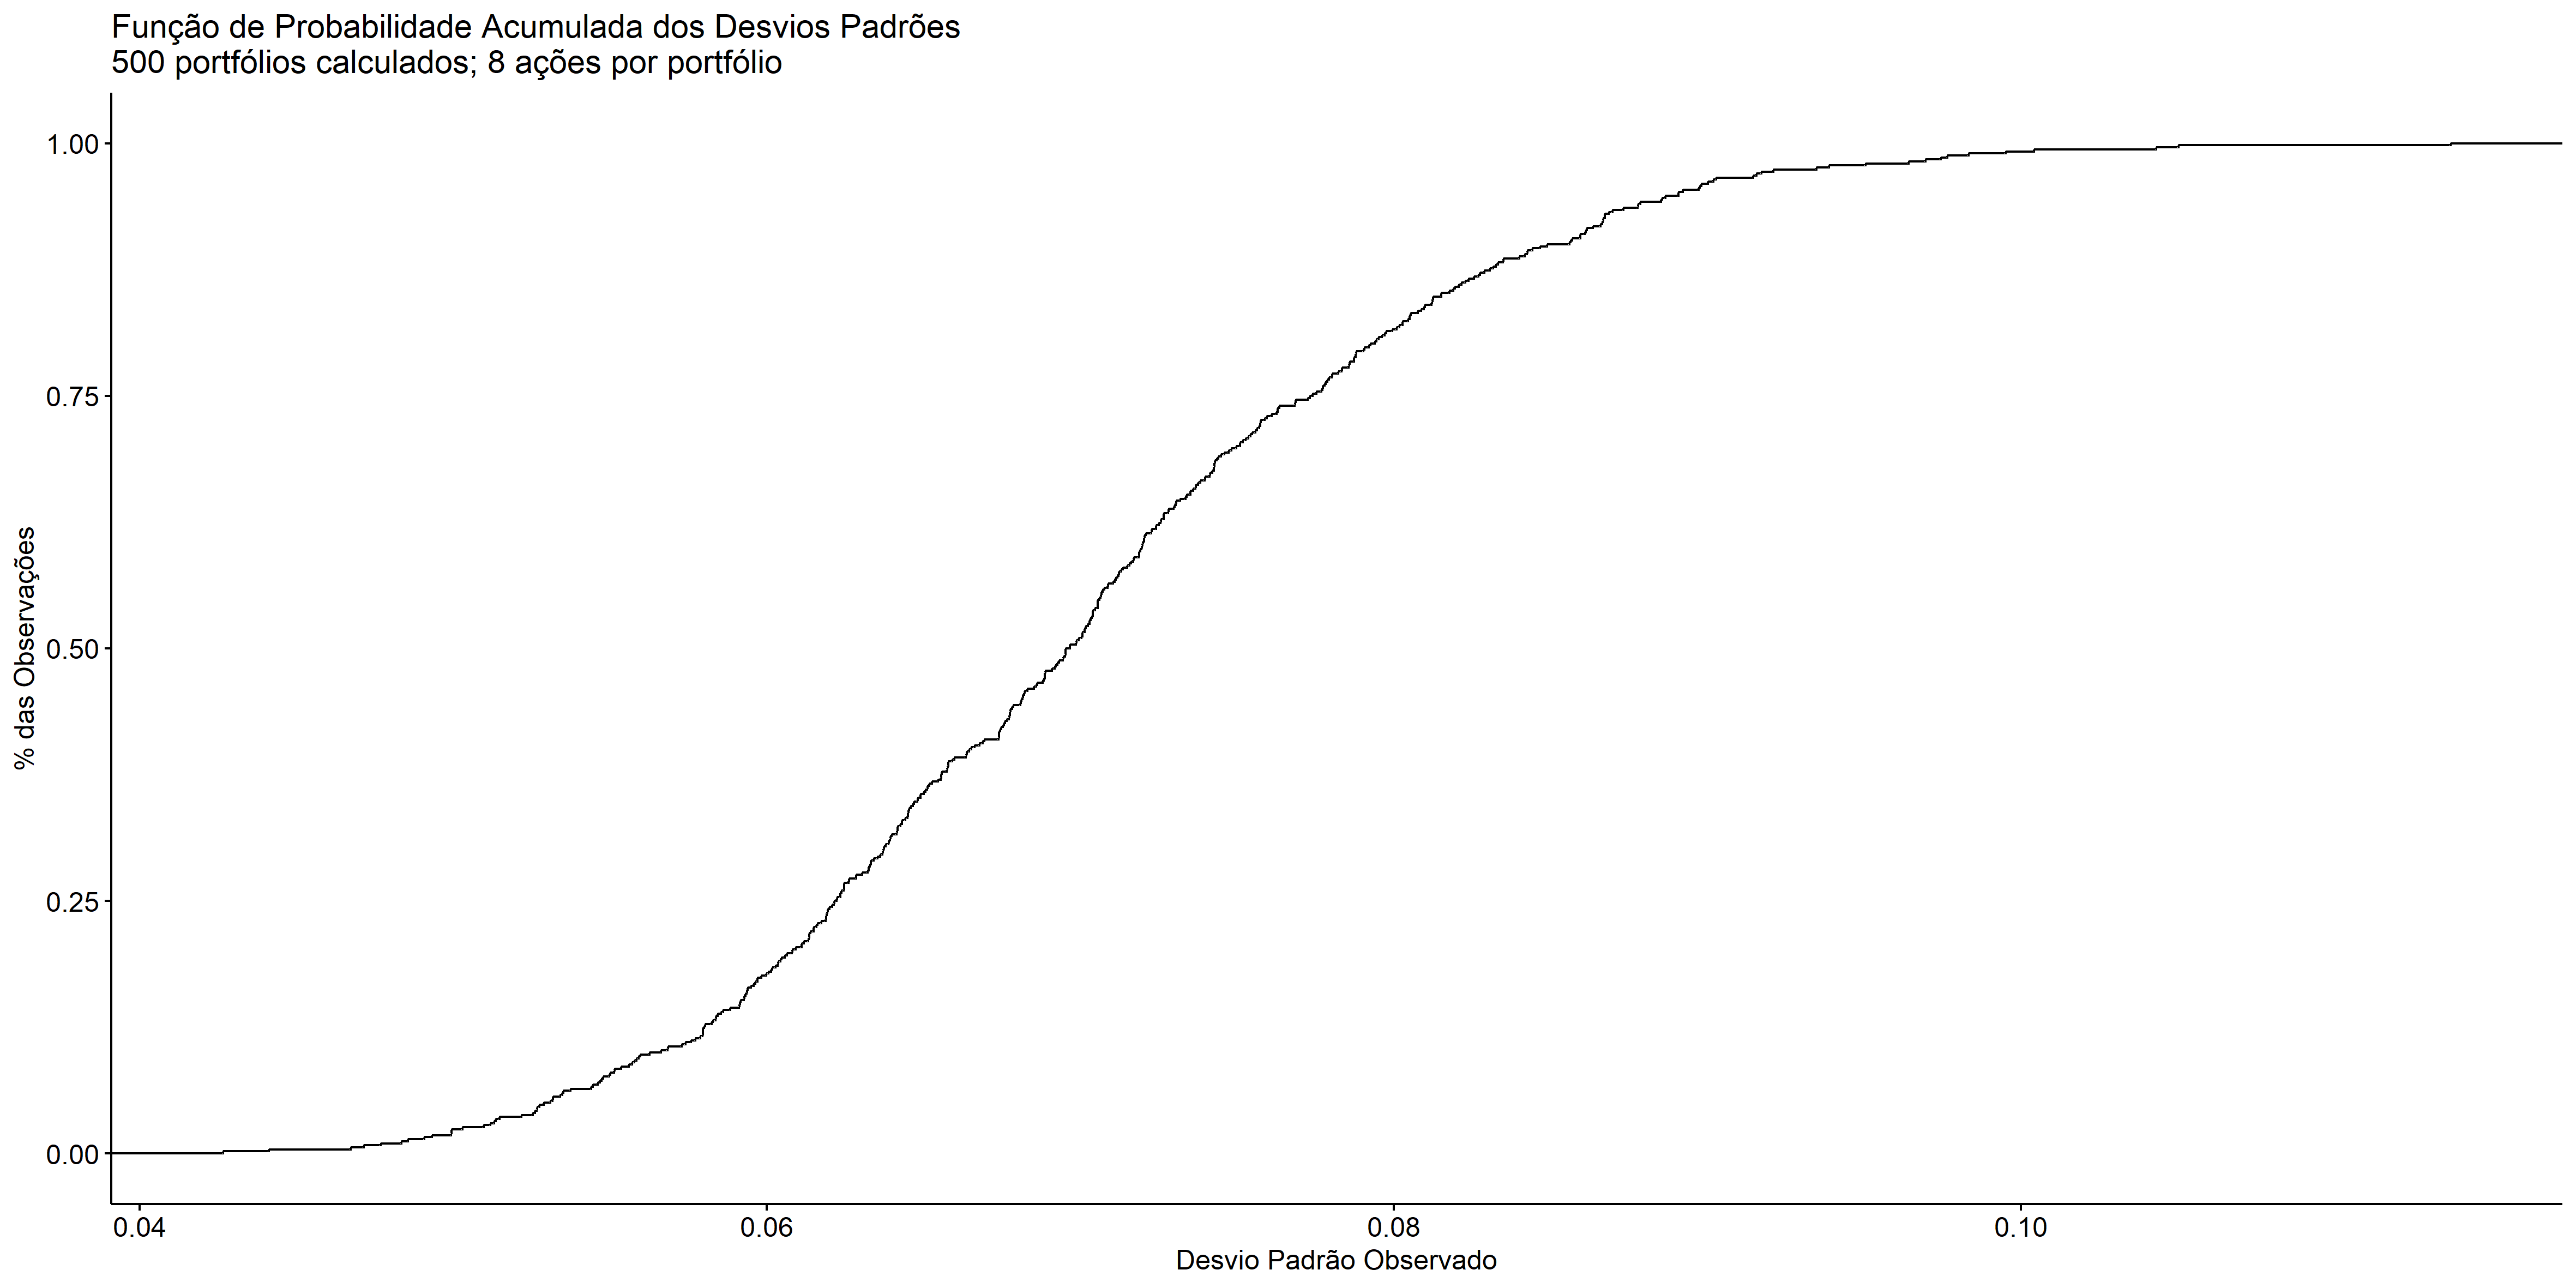 Função de Probabilidade Acumulada dos Desvios Padrões
500 portfólios calculados; 8 ações por portfólio
1.00
0.75
0.50
0.25
0.00
% das Observações
0.04
0.06
0.08
0.10
Desvio Padrão Observado